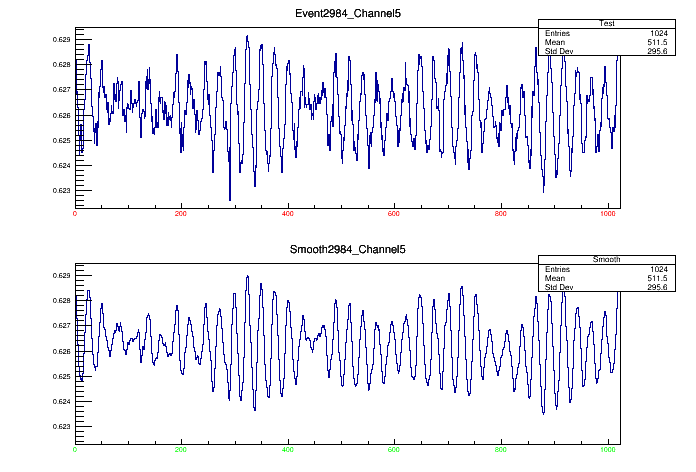 Event2984_Channel5
Test
Entries 1024
Mean 511.5
Std Dev 295.6
0.629
0.628
0.627
0.626
0.625
0.624
0.623
0 200 400 600 800 1000
Smooth2984_Channel5
Smooth
Entries 1024
Mean 511.5
Std Dev 295.6
0.629
0.628
0.627
0.626
0.625
0.624
0.623
0 200 400 600 800 1000